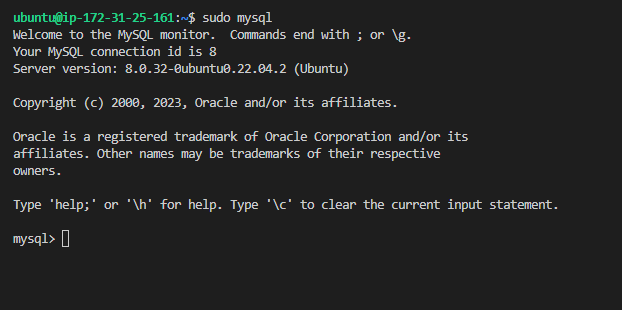 ubuntu@ip-172-31-25-161:~$ sudo mysql
Welcome to the MySQL monitor.  Commands end with ; or \g.
Your MySQL connection id is 8
Server version: 8.0.32-0ubuntu0.22.04.2 (Ubuntu)
Copyright (c) 2000, 2023, Oracle and/or its affiliates.
Oracle is a registered trademark of Oracle Corporation and/or its
affiliates. Other names may be trademarks of their respective
owners.
Type 'help;' or '\h' for help. Type '\c' to clear the current input statement.
mysql>